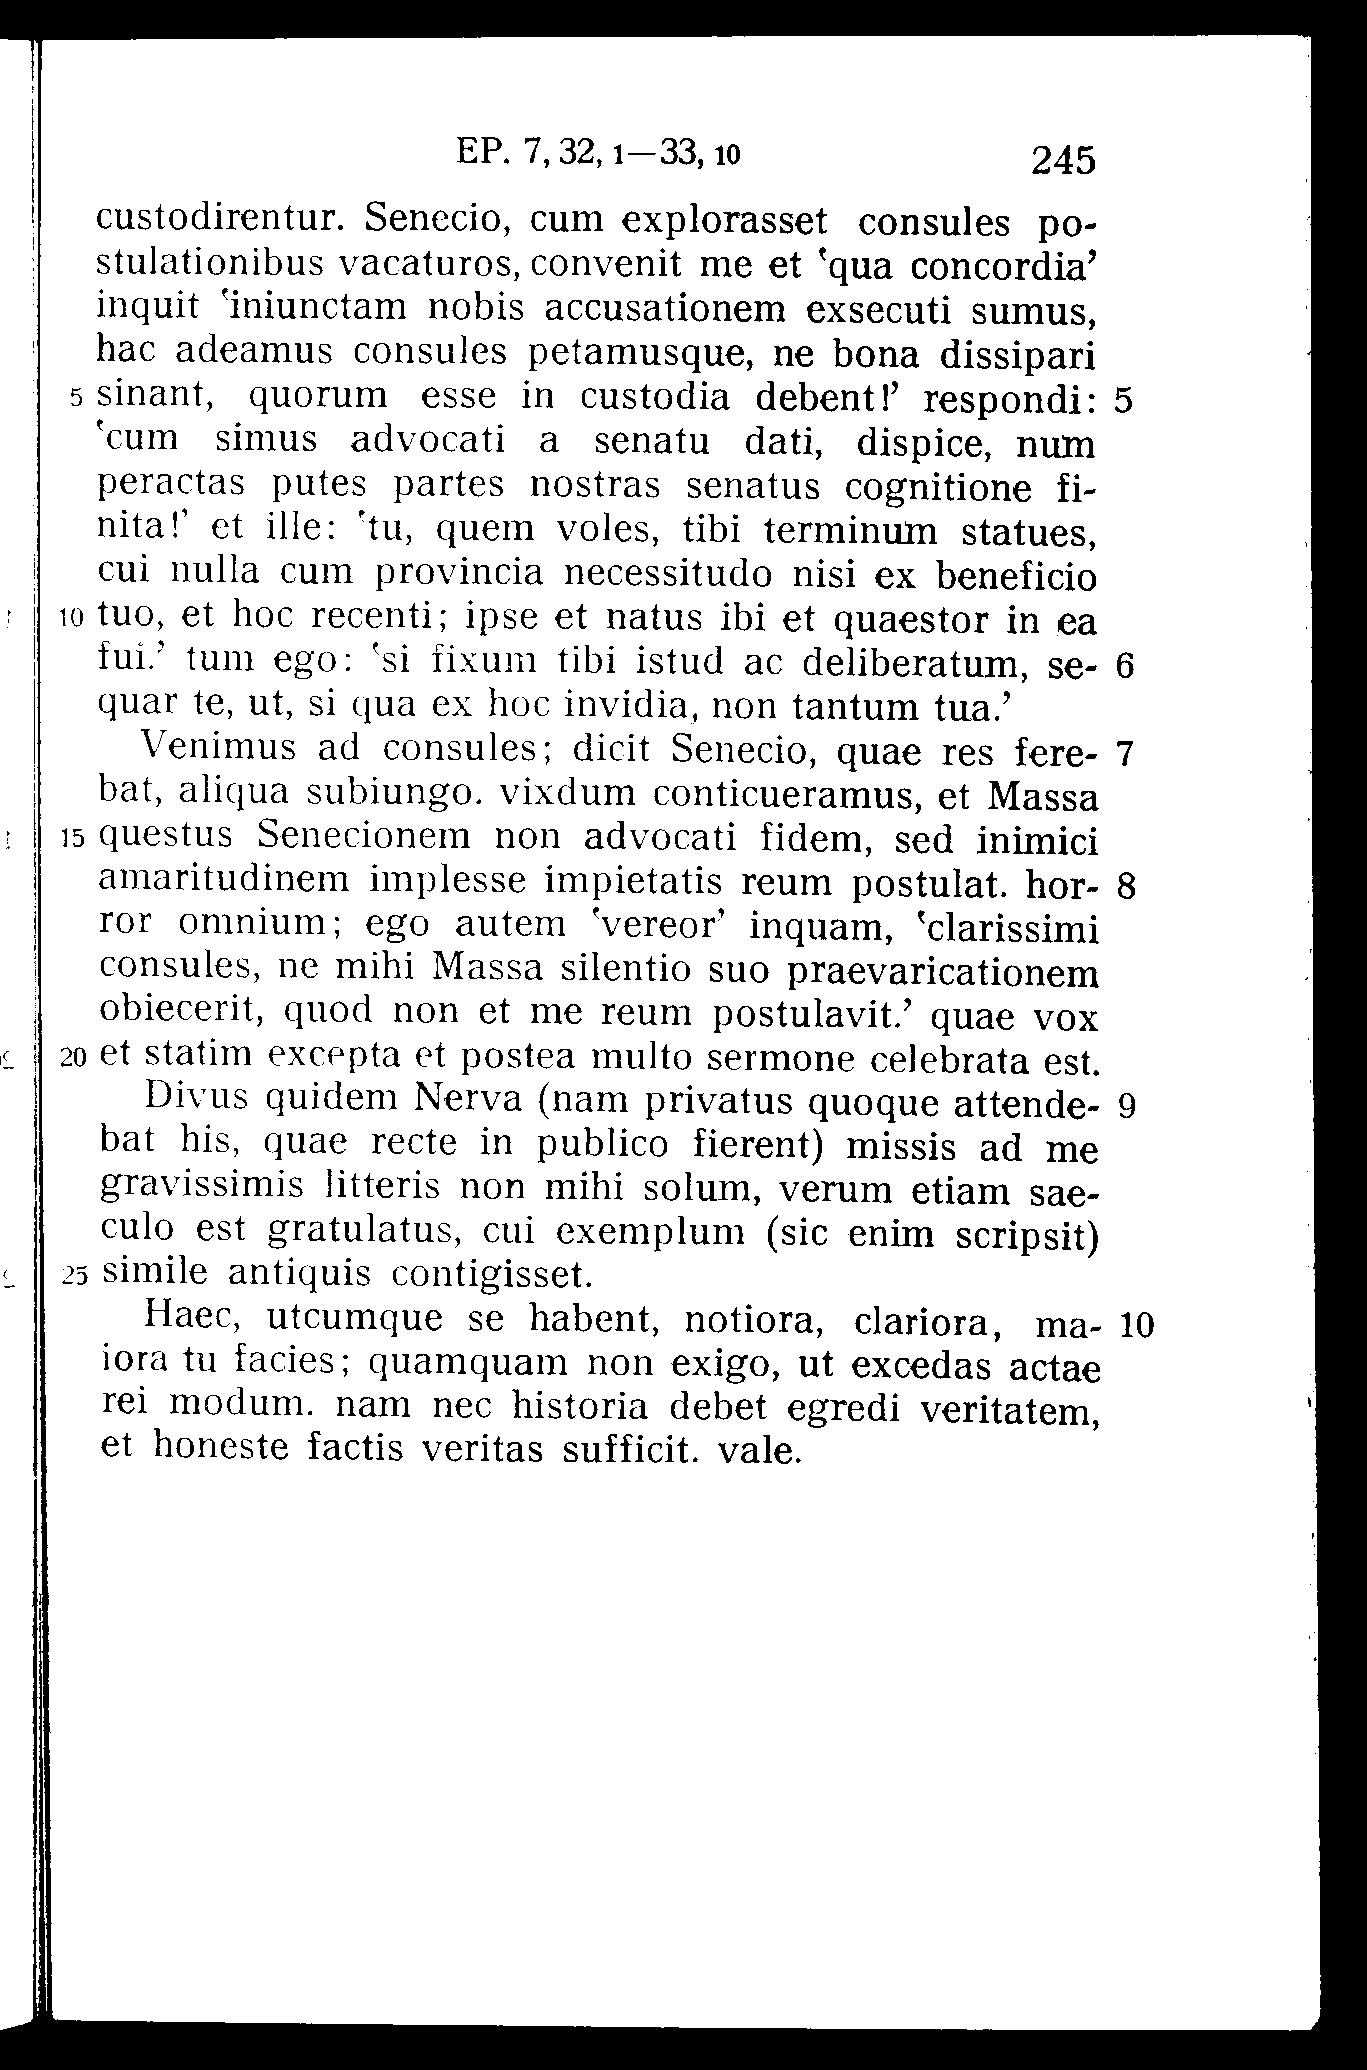 EP. 7, 32, 1—33, 10 245
custodirentur. Senecio, cum explorasset consules po-
stulationibus vacaturos, convenit me et ‛qua concordia’
inquit ‛iniunctam nobis accusationem exsecuti sumus,
hac adeamus consules petamusque, ne bona dissipari
5 sinant, quorum esse in custodia debent!’ respondi: 5
‛cum simus advocati a senatu dati, dispice, num
peractas putes partes nostras senatus cognitione fi-
nita!’ et ille: ‛tu, quem voles, tibi terminum statues,
cui nulla cum provincia necessitudo nisi ex beneficio
10 tuo, et hoc recenti; ipse et natus ibi et quaestor in ea
fui.’ tum ego: ‛si fixum tibi istud ac deliberatum, se- 6
quar te, ut, si qua ex hoc invidia, non tantum tua.’
Venimus ad consules; dicit Senecio, quae res fere- 7
bat, aliqua subiungo. vixdum conticueramus, et Massa
15 questus Senecionem non advocati fidem, sed inimici
amaritudinem implesse impietatis reum postulat. hor- 8
ror omnium; ego autem ‛vereor’ inquam, ‛clarissimi
consules, ne mihi Massa silentio suo praevaricationem
obiecerit, quod non et me reum postulavit.’ quae vox
20 et statim excepta et postea multo sermone celebrata est.
Divus quidem Nerva (nam privatus quoque attende- 9
bat his, quae recte in publico fierent) missis ad me
gravissimis litteris non mihi solum, verum etiam sae-
culo est gratulatus, cui exemplum (sic enim scripsit)
25 simile antiquis contigisset.
Haec, utcumque se habent, notiora, clariora, ma- 10
iora tu facies; quamquam non exigo, ut excedas actae
rei modum. nam nec historia debet egredi veritatem,
et honeste factis veritas sufficit. vale.